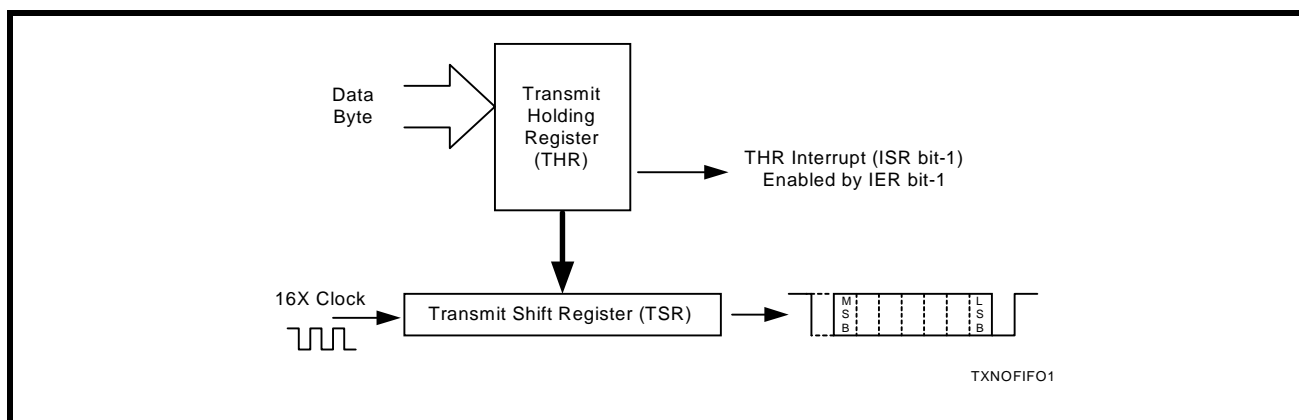 Data
Byte
Transmit
Holding
Register
(THR)
THR Interrupt (ISR bit-1)
Enabled by IER bit-1
16X Clock
Transmit Shift Register (TSR)
M
S
B
L
S
B
TXNOFIFO1